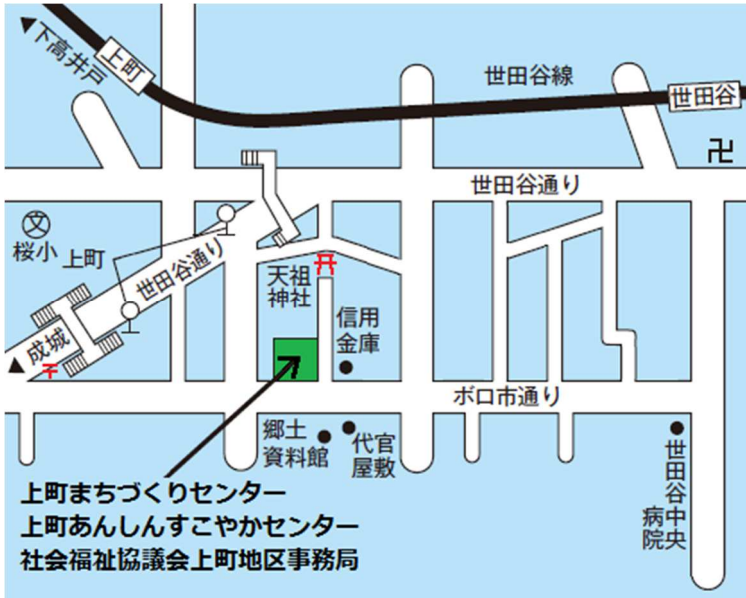 ▲下高井戸
上町
世田谷線
世田谷
卍
世田谷通り
文
桜小
上町
世田谷通り
天祖
神社
信用
金庫
▲成城
〒
ボロ市通り
郷土
資料館
代官
屋敷
世田谷中央
病院
上町まちづくりセンター
上町あんしんすこやかセンター
社会福祉協議会上町地区事務局